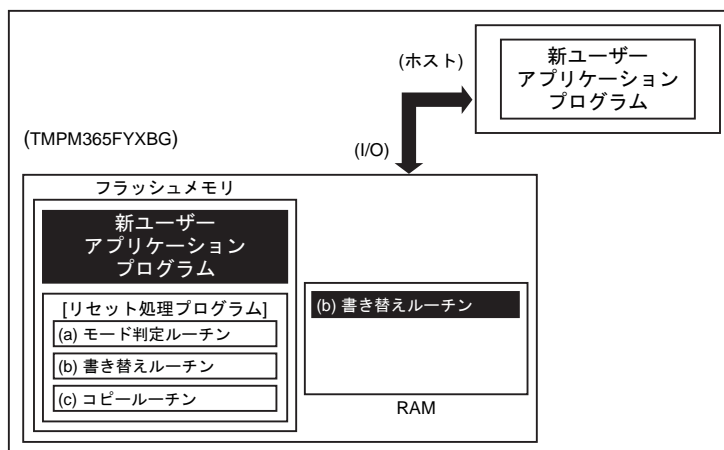 (ホスト)
新ユーザー
アプリケーション
プログラム
(TMPM365FYXBG)
(I/O)
フラッシュメモリ
新ユーザー
アプリケーション
プログラム
[リセット処理プログラム]
(a) モード判定ルーチン
(b) 書き替えルーチン
(c) コピールーチン
(b) 書き替えルーチン
RAM